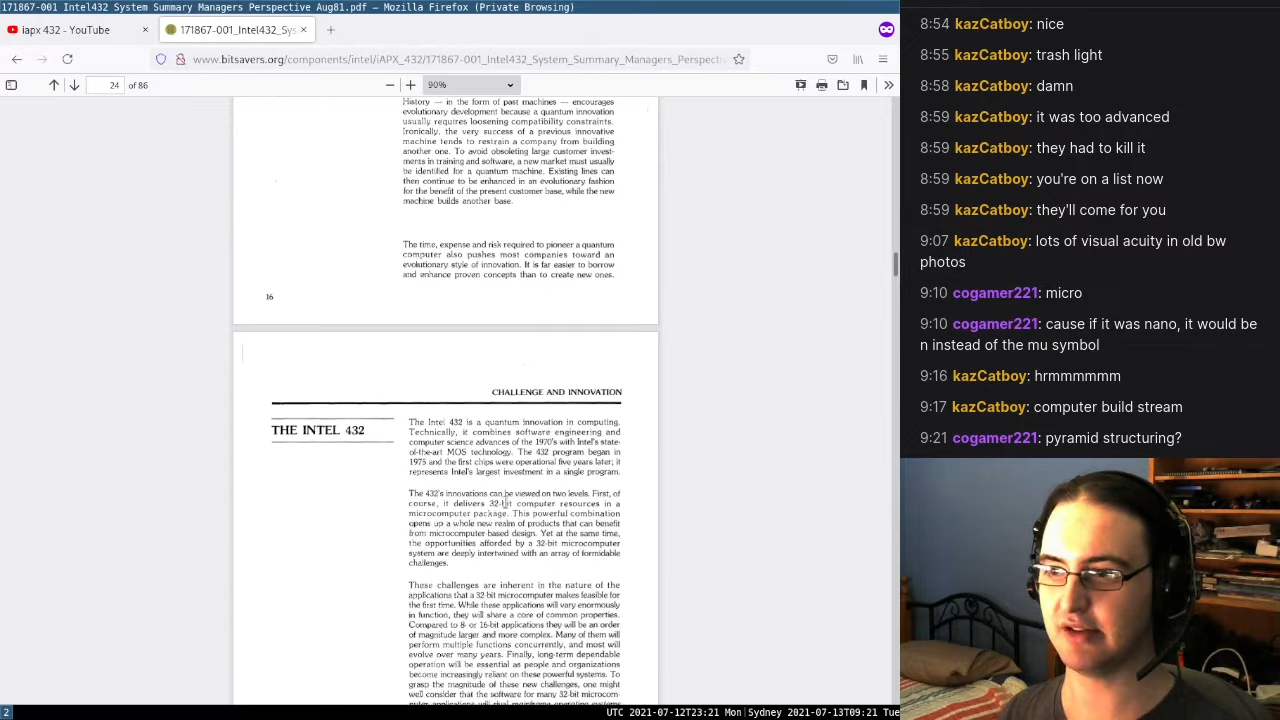 171867-001 Intel432 System Summary Managers Perspective Aug81.pdf — Mozilla Firefox (Private Browsing)
iapx 432 - YouTube
171867-001_Intel432_Sys
www.bitsavers.org/components/intel/iAPX_432/171867-001_Intel432_System_Summary_Managers_Perspecti
24 of 86
90%
History — in the form of past machines — encourages
evolutionary development because a quantum innovation
usually requires loosening compatibility constraints.
Ironically, the very success of a previous innovative
machine tends to restrain a company from building
another one. To avoid obsoleting large customer invest-
ments in training and software, a new market must usually
be identified for a quantum machine. Existing lines can
then continue to be enhanced in an evolutionary fashion
for the benefit of the present customer base, while the new
machine builds another base.
The time, expense and risk required to pioneer a quantum
computer also pushes most companies toward an
evolutionary style of innovation. It is far easier to borrow
and enhance proven concepts than to create new ones.
16
CHALLENGE AND INNOVATION
THE INTEL 432
The Intel 432 is a quantum innovation in computing.
Technically, it combines software engineering and
computer science advances of the 1970's with Intel's state-
of-the-art MOS technology. The 432 program began in
1975 and the first chips were operational five years later; it
represents Intel's largest investment in a single program.
The 432's innovations can be viewed on two levels. First, of
course, it delivers 32-bit computer resources in a
microcomputer package. This powerful combination
opens up a whole new realm of products that can benefit
from microcomputer-based design. Yet at the same time,
the opportunities afforded by a 32-bit microcomputer
system are deeply intertwined with an array of formidable
challenges.
These challenges are inherent in the nature of the
applications that a 32-bit microcomputer makes feasible for
the first time. While these applications will vary enormously
in function, they will share a core of common properties.
Compared to 8- or 16-bit applications they will be an order
of magnitude larger and more complex. Many of them will
perform multiple functions concurrently, and most will
evolve over many years. Finally, long-term dependable
operation will be essential as people and organizations
become increasingly reliant on these powerful systems. To
grasp the magnitude of these new challenges, one might
well consider that the software for many 32-bit microcom-
puter applications will rival mainframe operating systems
8:54 kazCatboy: nice
8:55 kazCatboy: trash light
8:58 kazCatboy: damn
8:59 kazCatboy: it was too advanced
8:59 kazCatboy: they had to kill it
8:59 kazCatboy: you're on a list now
8:59 kazCatboy: they'll come for you
9:07 kazCatboy: lots of visual acuity in old bw
photos
9:10 cogamer221: micro
9:10 cogamer221: cause if it was nano, it would be
n instead of the mu symbol
9:16 kazCatboy: hrmmmmmm
9:17 kazCatboy: computer build stream
9:21 cogamer221: pyramid structuring?
2
UTC 2021-07-12T23:21 Mon|Sydney 2021-07-13T09:21 Tue